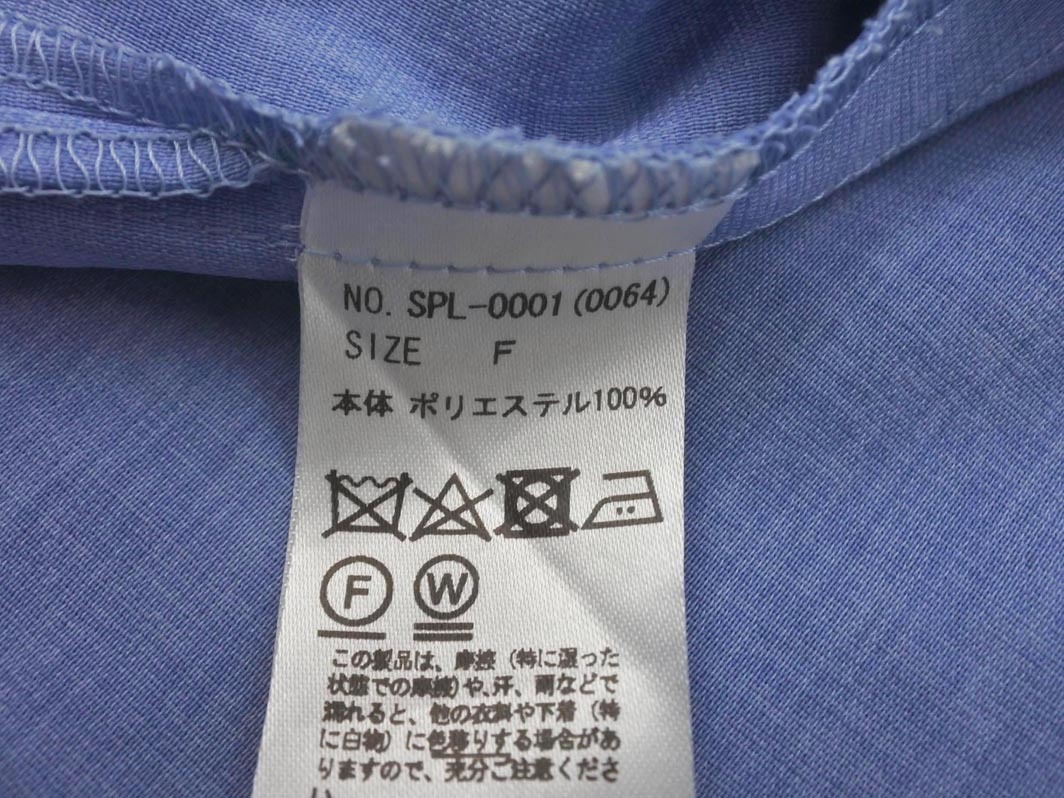 NO. SPL-0001(0064)
SIZE F
本体 ポリエステル100%
F W
この製品は、摩擦（特に湿った
状態での摩擦）や、汗、雨などで
濡れると、他の衣料や下着（特
に白物）に色移りする場合があ
りますので、充分ご注意くださ
い